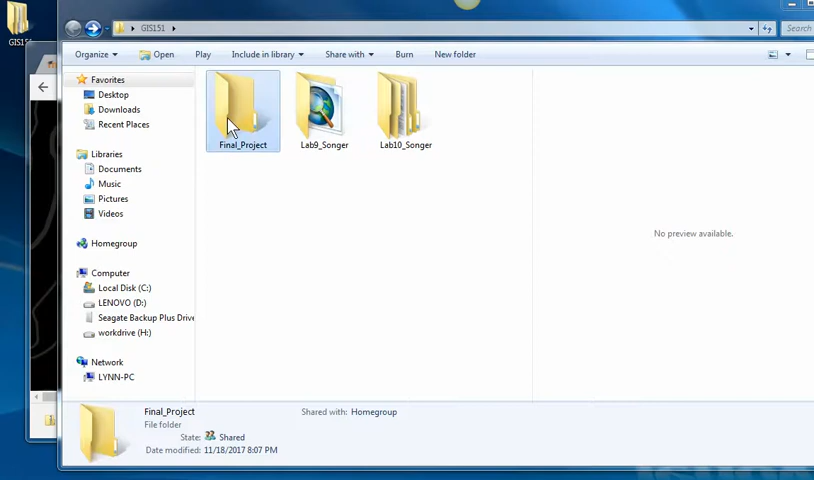 GIS151
GIS151
Search
Organize
Open
Play
Include in library
Share with
Burn
New folder
Favorites
Desktop
Downloads
Recent Places
Libraries
Documents
Music
Pictures
Videos
Homegroup
Computer
Local Disk (C:)
LENOVO (D:)
Seagate Backup Plus Drive
workdrive (H:)
Network
LYNN-PC
Final_Project
Lab9_Songer
Lab10_Songer
No preview available.
Final_Project
Shared with: Homegroup
File folder
State: Shared
Date modified: 11/18/2017 8:07 PM